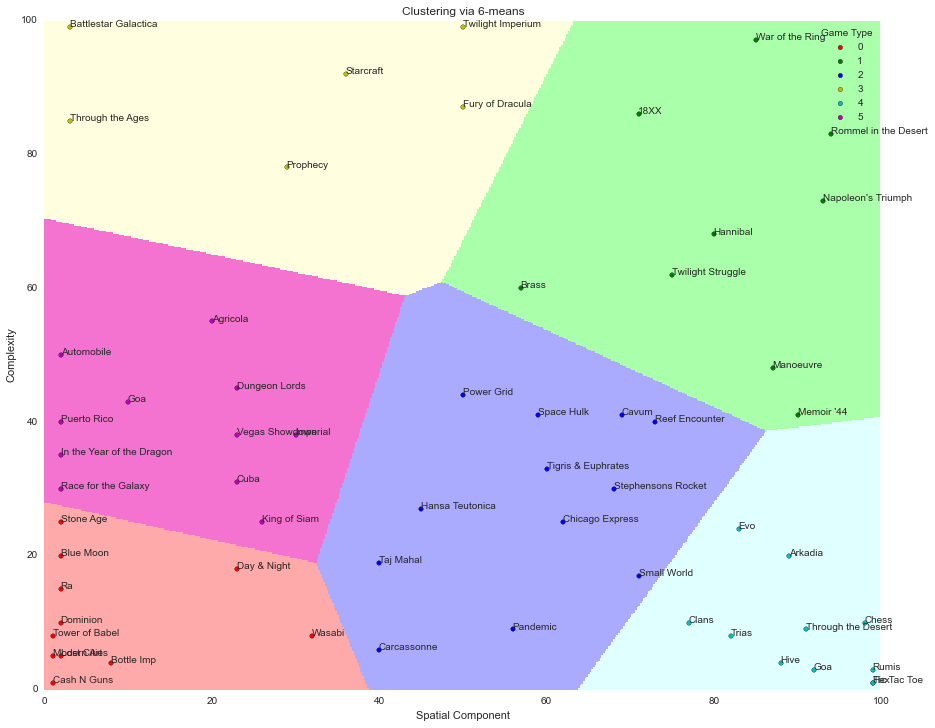 Clustering via 6-means
100
Battlestar Galactica
Twilight Imperium
War of the Ring
Game Type
0
1
2
3
4
5
Starcraft
Fury of Dracula
18XX
Through the Ages
Rommel in the Desert
80
Prophecy
Napoleon's Triumph
Hannibal
Twilight Struggle
60
Brass
Agricola
Automobile
Manoeuvre
Dungeon Lords
Power Grid
Goa
Space Hulk
Cavum
Memoir '44
40
Puerto Rico
Reef Encounter
Vegas Showdown
Imperial
In the Year of the Dragon
Tigris & Euphrates
Cuba
Race for the Galaxy
Stephensons Rocket
Hansa Teutonica
Stone Age
King of Siam
Chicago Express
Evo
20
Blue Moon
Arkadia
Taj Mahal
Day & Night
Small World
Ra
Dominion
Clans
Chess
Pandemic
Through the Desert
Tower of Babel
Wasabi
Trias
Carcassonne
Lost Cities
Bottle Imp
Hive
Goa
Rumis
Cash N Guns
Tic Tac Toe
Hex
0
0
20
40
60
80
100
Complexity
Spatial Component